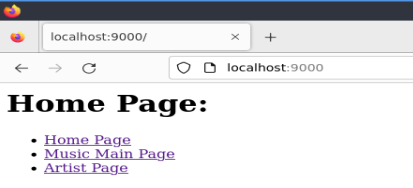 localhost:9000/
localhost:9000
Home Page:
Home Page
Music Main Page
Artist Page